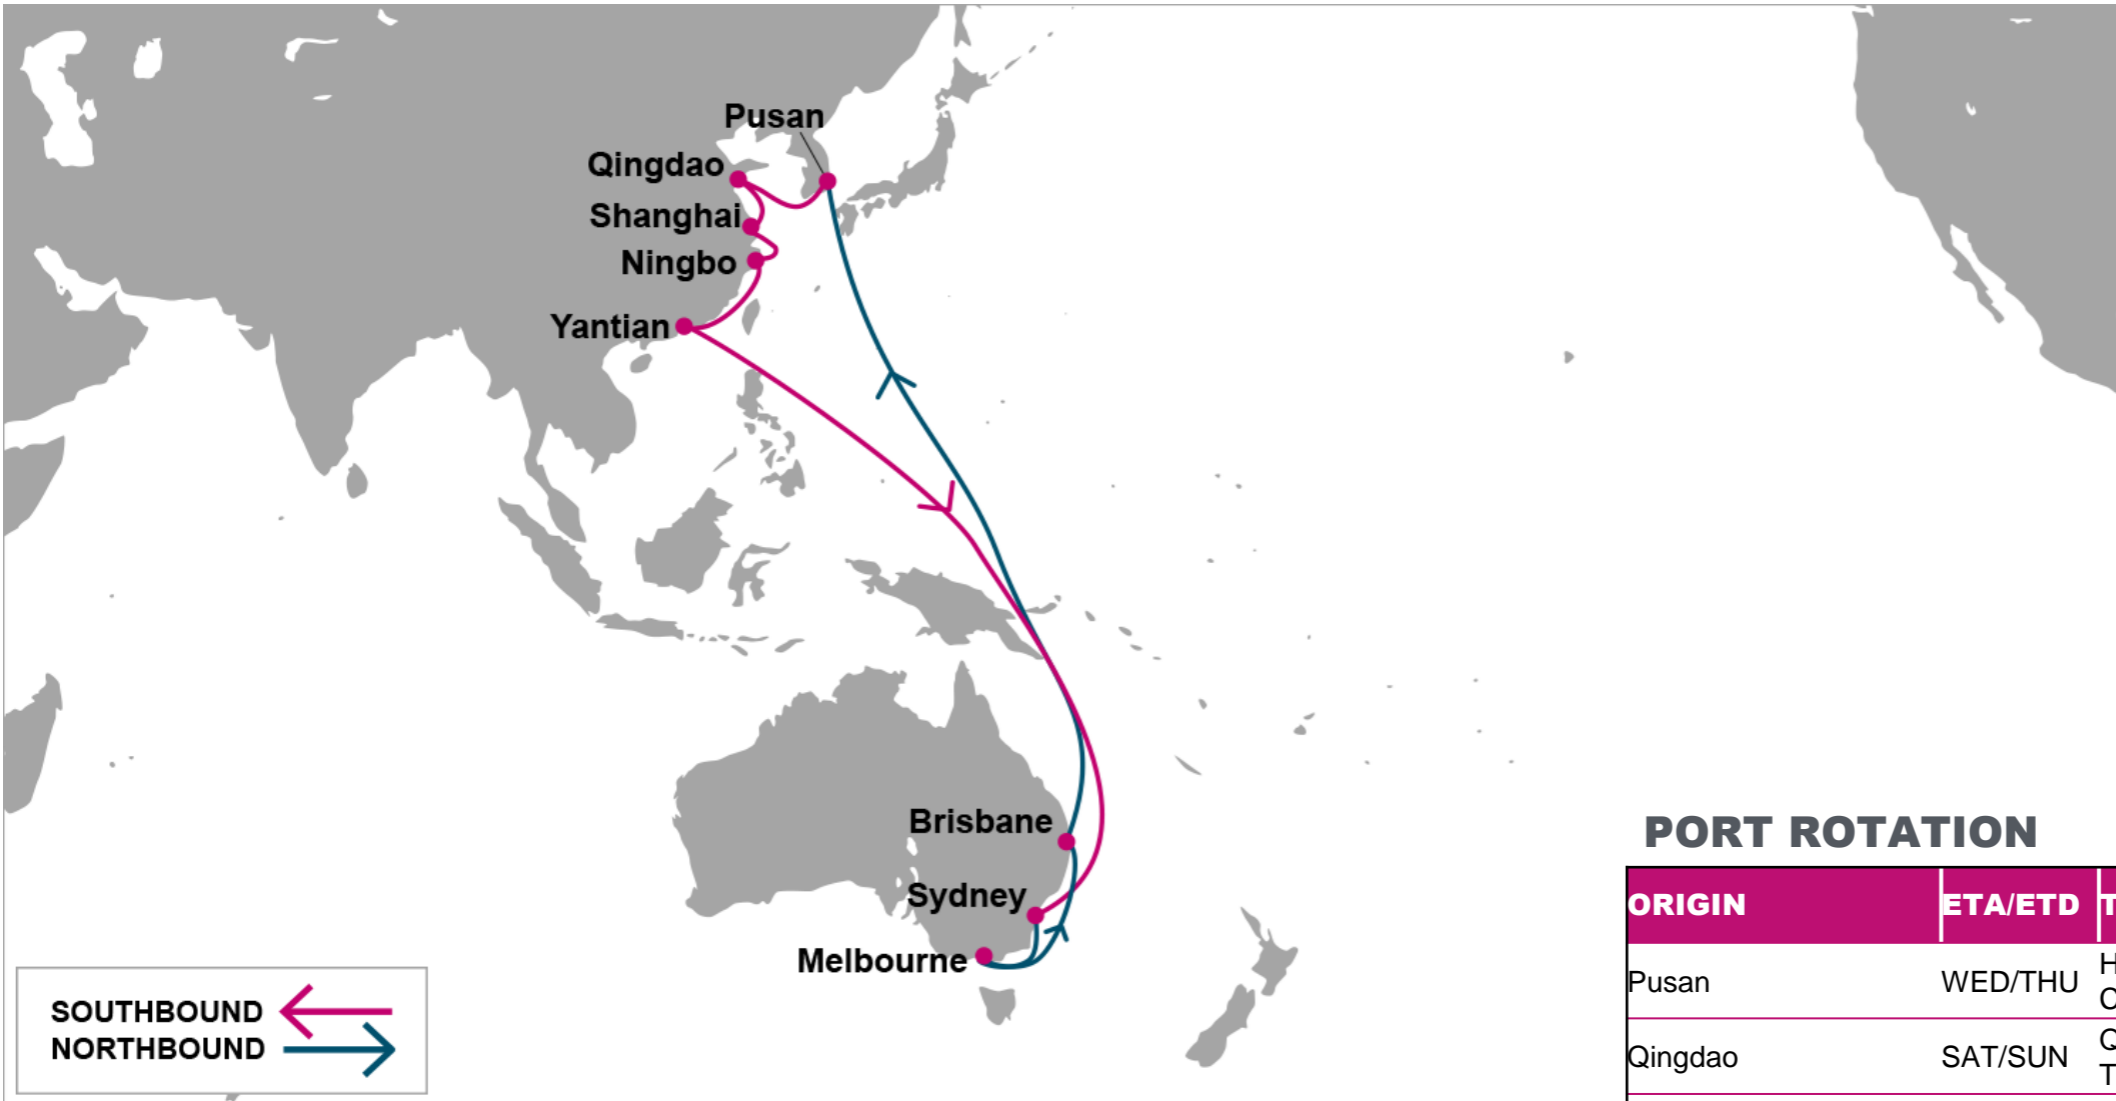 Pusan
Qingdao
Shanghai
Ningbo
Yantian
Brisbane
Sydney
Melbourne
SOUTHBOUND
NORTHBOUND
PORT ROTATION
ORIGIN ETA/ETD
Pusan WED/THU
Qingdao SAT/SUN